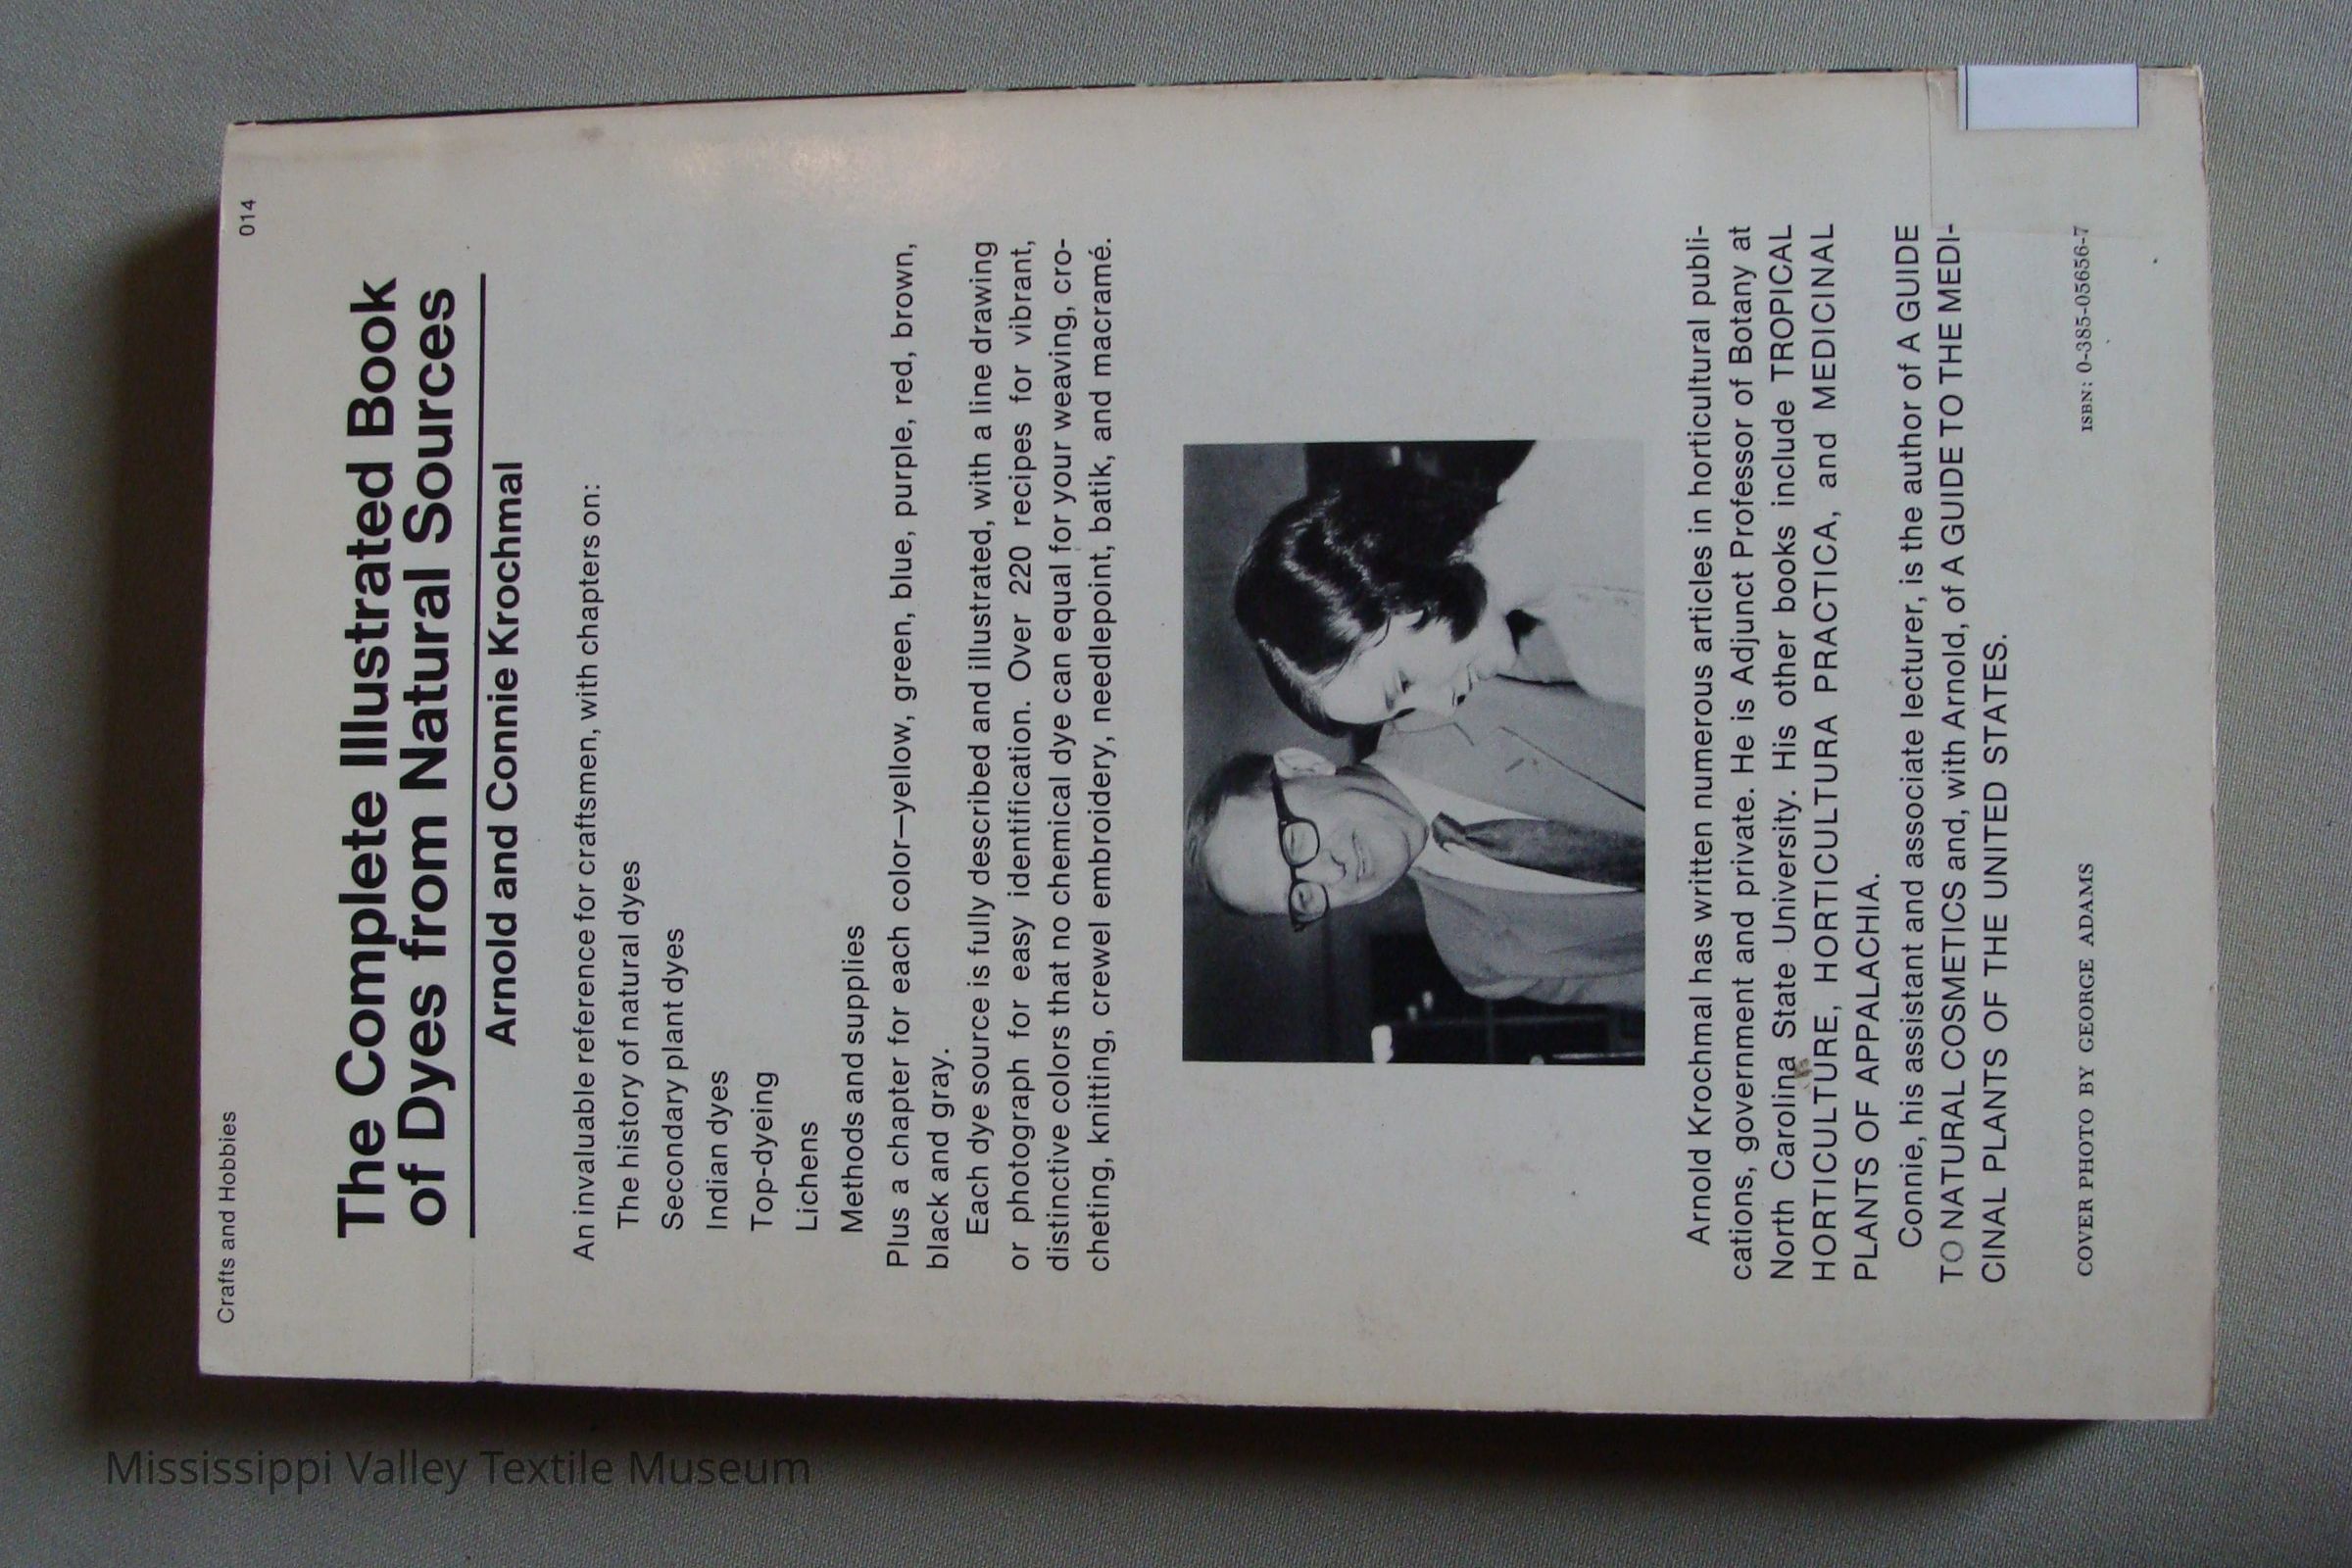 Crafts and Hobbies
014
The Complete Illustrated Book
of Dyes from Natural Sources
Arnold and Connie Krochmal
An invaluable reference for craftsmen, with chapters on:
The history of natural dyes
Secondary plant dyes
Indian dyes
Top-dyeing
Lichens
Methods and supplies
Plus a chapter for each color—yellow, green, blue, purple, red, brown,
black and gray.
Each dye source is fully described and illustrated, with a line drawing
or photograph for easy identification. Over 220 recipes for vibrant,
distinctive colors that no chemical dye can equal for your weaving, cro-
cheting, knitting, crewel embroidery, needlepoint, batik, and macramé.
Arnold Krochmal has written numerous articles in horticultural publi-
cations, government and private. He is Adjunct Professor of Botany at
North Carolina State University. His other books include TROPICAL
HORTICULTURE, HORTICULTURA PRACTICA, and MEDICINAL
PLANTS OF APPALACHIA.
Connie, his assistant and associate lecturer, is the author of A GUIDE
TO NATURAL COSMETICS and, with Arnold, of A GUIDE TO THE MEDI-
CINAL PLANTS OF THE UNITED STATES.
COVER PHOTO BY GEORGE ADAMS
ISBN: 0-385-05656-7
Mississippi Valley Textile Museum